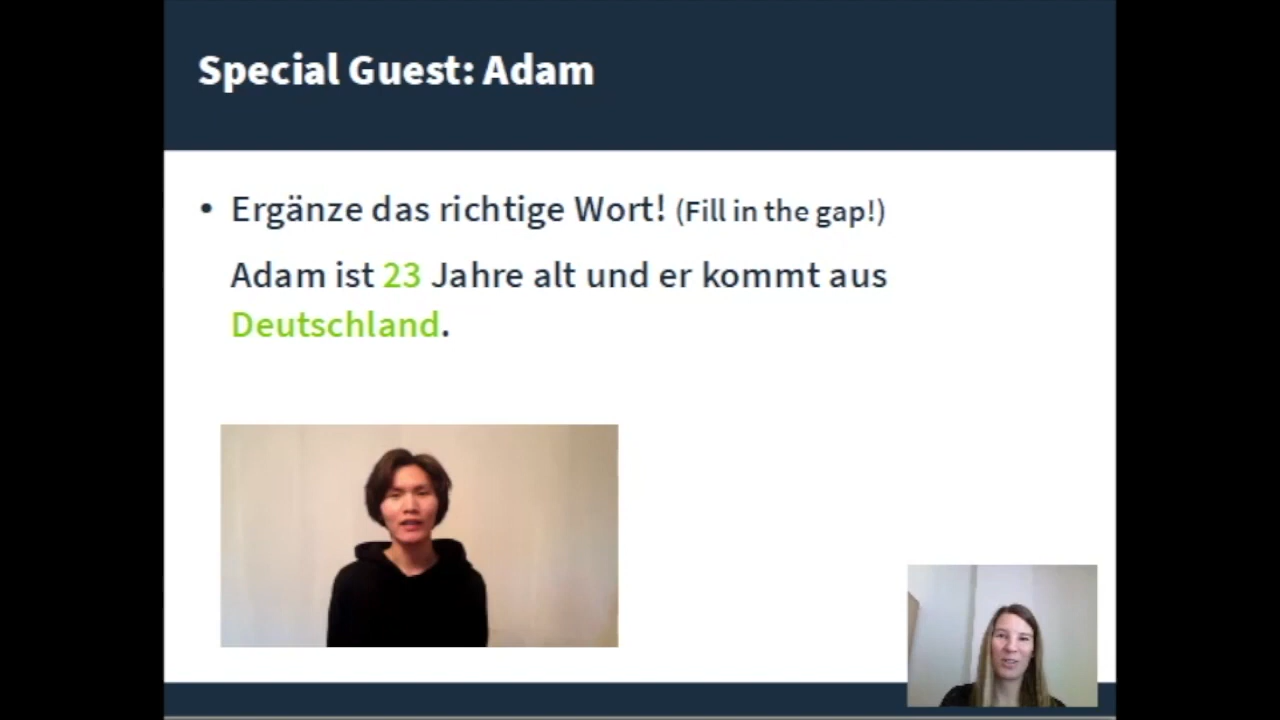 Special Guest: Adam
• Ergänze das richtige Wort! (Fill in the gap!)
Adam ist 23 Jahre alt und er kommt aus
Deutschland.